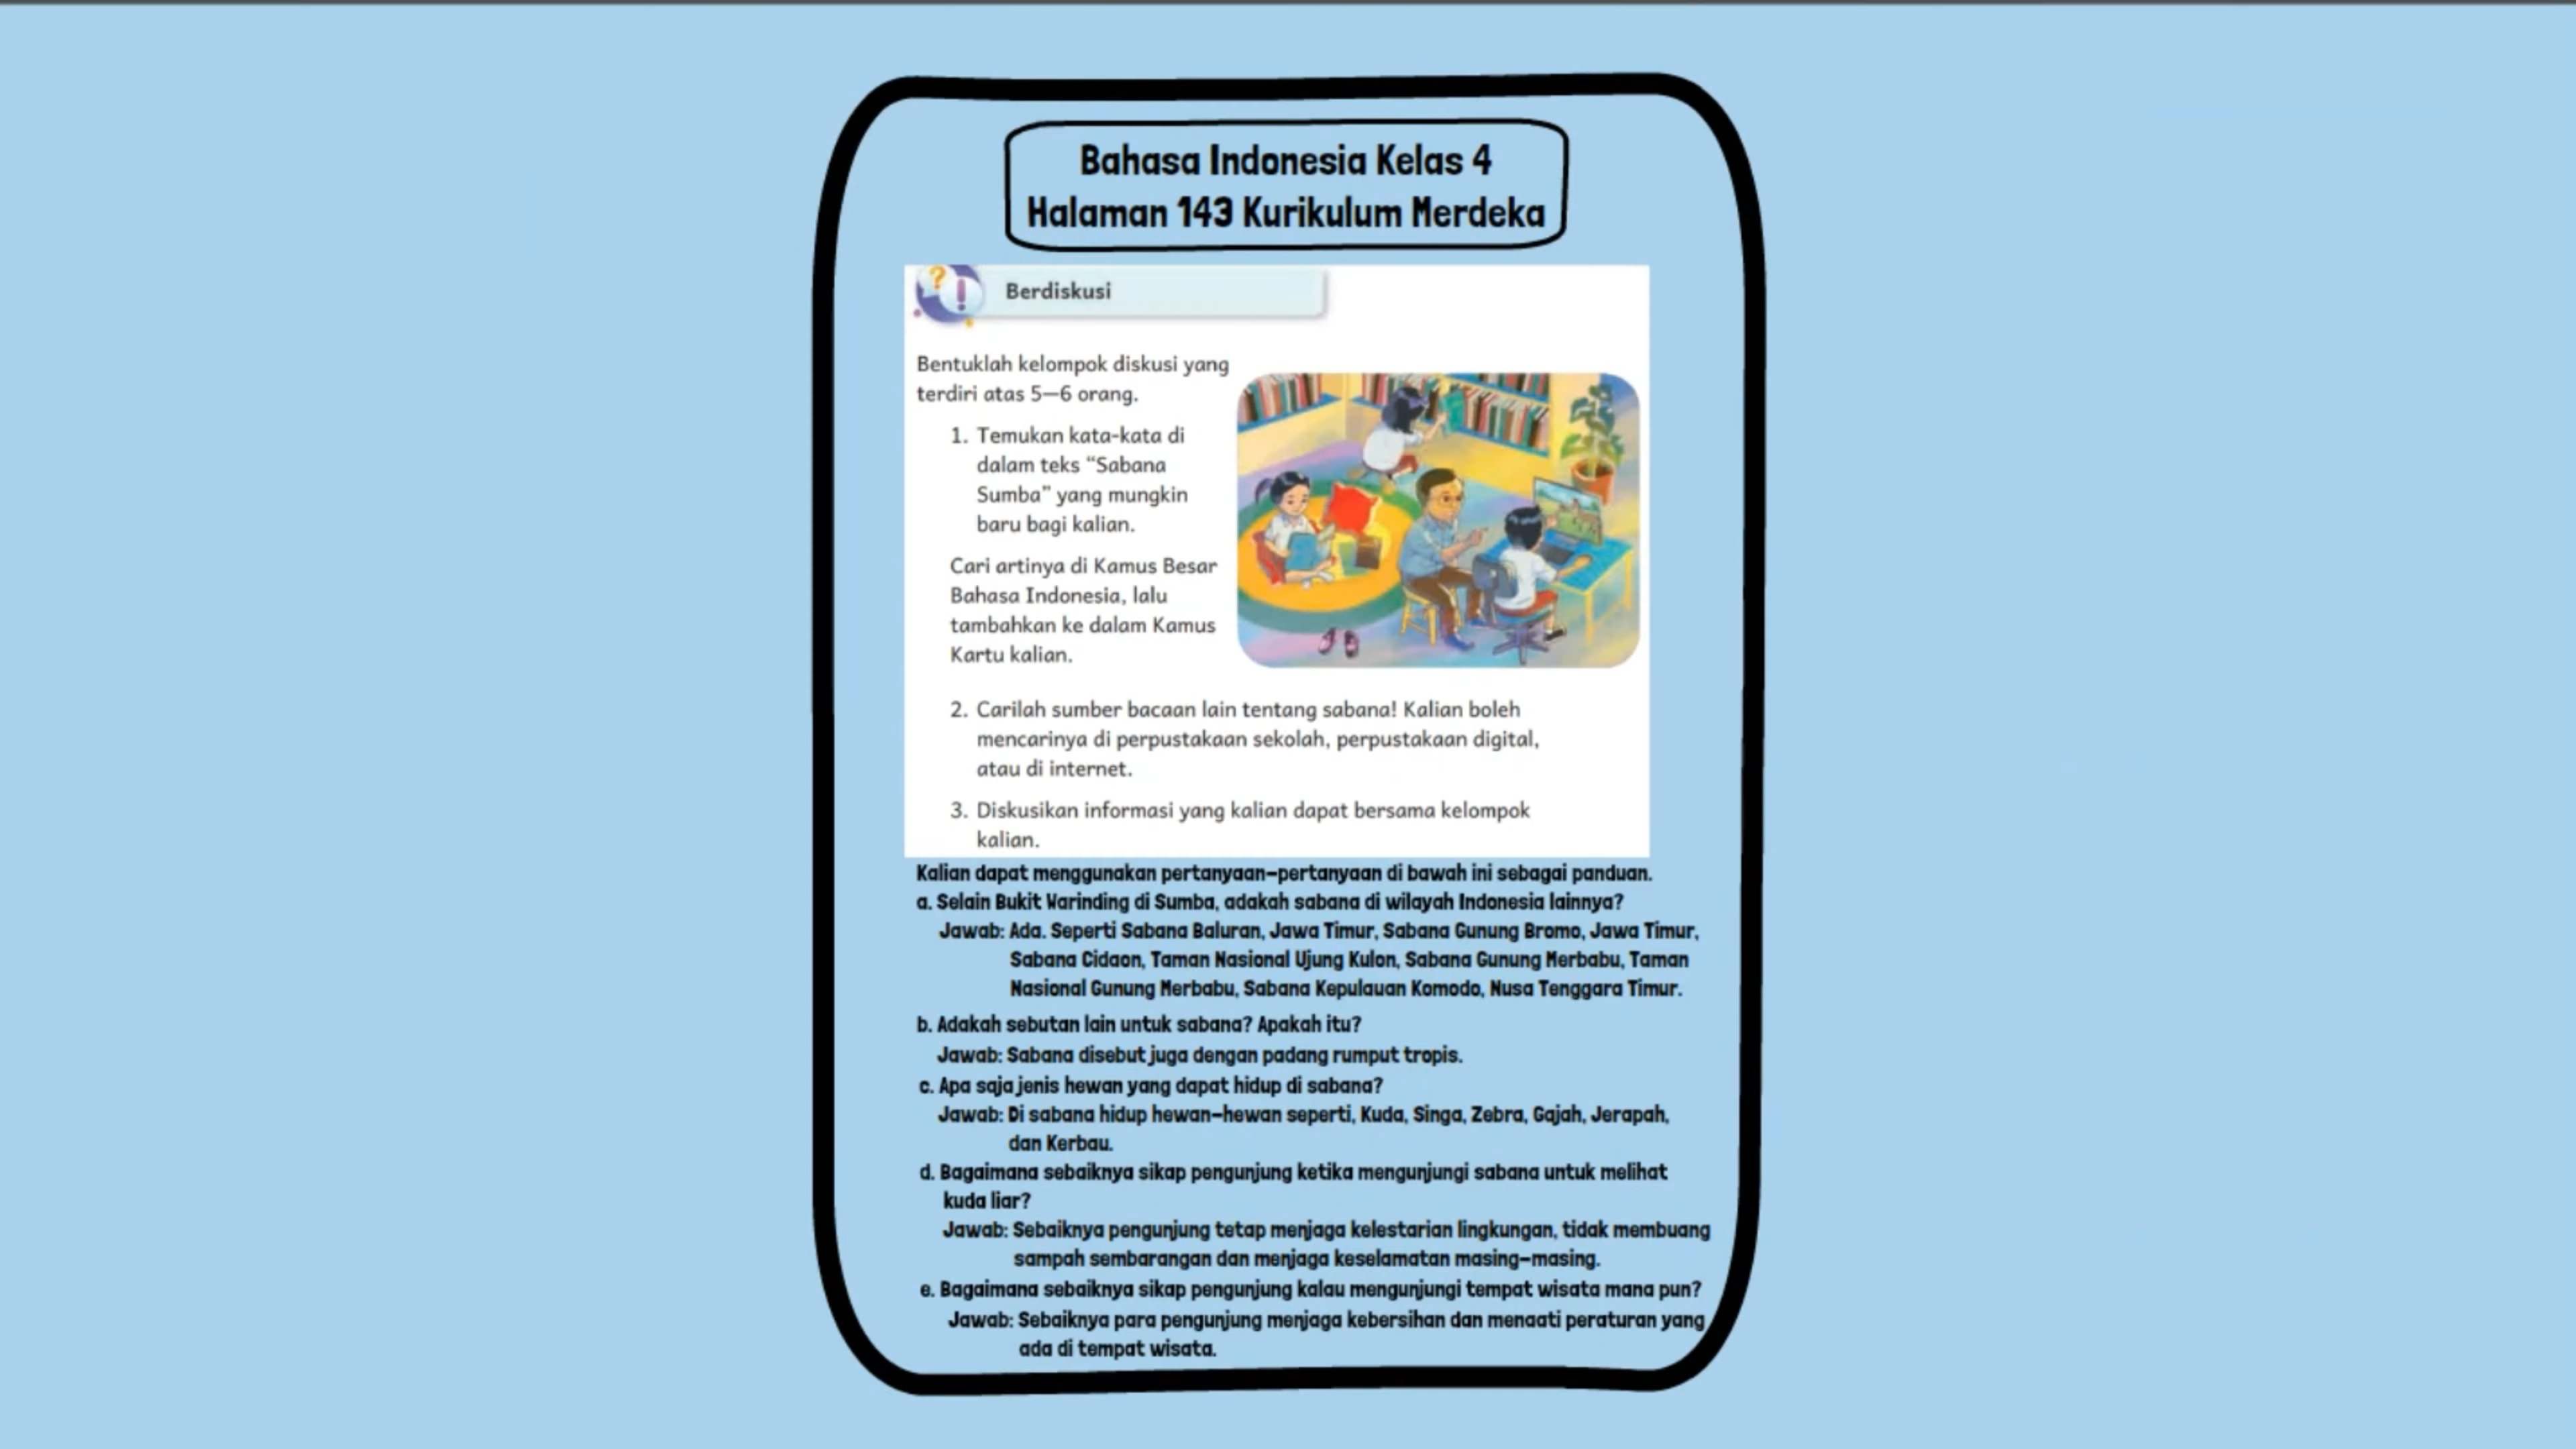 Bahasa Indonesia Kelas 4
Halaman 143 Kurikulum Merdeka
Berdiskusi
Bentuklah kelompok diskusi yang
terdiri atas 5—6 orang.
1. Temukan kata-kata di
dalam teks “Sabana
Sumba” yang mungkin
baru bagi kalian.
Cari artinya di Kamus Besar
Bahasa Indonesia, lalu
tambahkan ke dalam Kamus
Kartu kalian.
2. Carilah sumber bacaan lain tentang sabana! Kalian boleh
mencarinya di perpustakaan sekolah, perpustakaan digital,
atau di internet.
3. Diskusikan informasi yang kalian dapat bersama kelompok
kalian.
Kalian dapat menggunakan pertanyaan-pertanyaan di bawah ini sebagai panduan.
a. Selain Bukit Warinding di Sumba, adakah sabana di wilayah Indonesia lainnya?
Jawab: Ada. Seperti Sabana Baluran, Jawa Timur, Sabana Gunung Bromo, Jawa Timur,
Sabana Cidaon, Taman Nasional Ujung Kulon, Sabana Gunung Merbabu, Taman
Nasional Gunung Merbabu, Sabana Kepulauan Komodo, Nusa Tenggara Timur.
b. Adakah sebutan lain untuk sabana? Apakah itu?
Jawab: Sabana disebut juga dengan padang rumput tropis.
c. Apa saja jenis hewan yang dapat hidup di sabana?
Jawab: Di sabana hidup hewan-hewan seperti, Kuda, Singa, Zebra, Gajah, Jerapah,
dan Kerbau.
d. Bagaimana sebaiknya sikap pengunjung ketika mengunjungi sabana untuk melihat
kuda liar?
Jawab: Sebaiknya pengunjung tetap menjaga kelestarian lingkungan, tidak membuang
sampah sembarangan dan menjaga keselamatan masing-masing.
e. Bagaimana sebaiknya sikap pengunjung kalau mengunjungi tempat wisata mana pun?
Jawab: Sebaiknya para pengunjung menjaga kebersihan dan menaati peraturan yang
ada di tempat wisata.